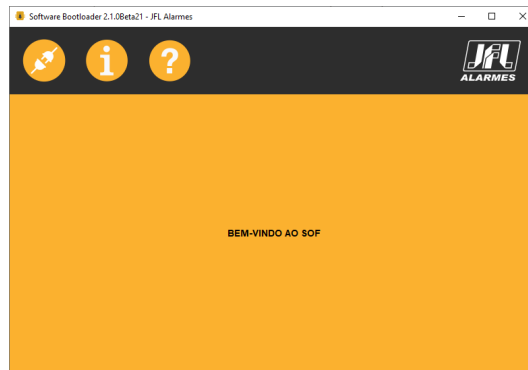 Software Bootloader 2.1.0Beta21 - JFL Alarmes
i ?
JFL
ALARMES
BEM-VINDO AO SOF